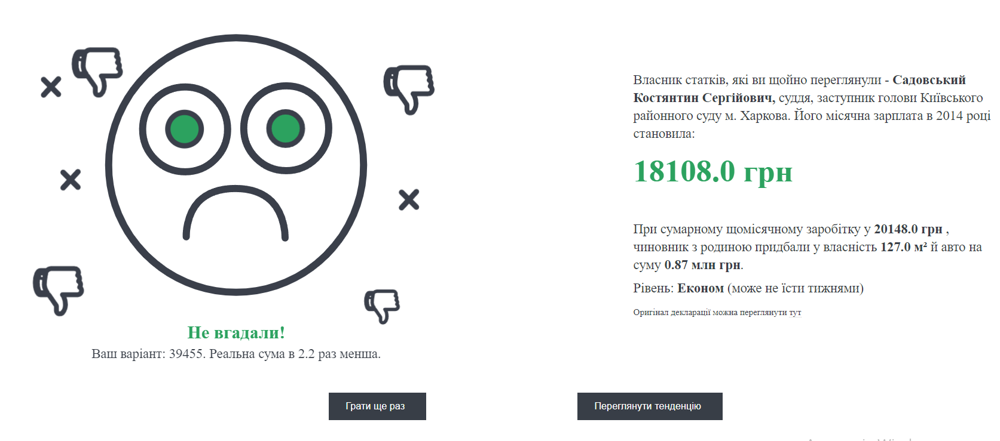 Не вгадали!
Ваш варіант: 39455. Реальна сума в 2.2 раз менша.
Грати ще раз
Власник статків, які ви щойно переглянули - Садовський
Костянтин Сергійович, суддя, заступник голови Київського
районного суду м. Харкова. Його місячна зарплата в 2014 році
становила:
18108.0 грн
При сумарному щомісячному заробітку у 20148.0 грн ,
чиновник з родиною придбали у власність 127.0 м² й авто на
суму 0.87 млн грн.
Рівень: Економ (може не їсти тижнями)
Оригінал декларації можна переглянути тут
Переглянути тенденцію